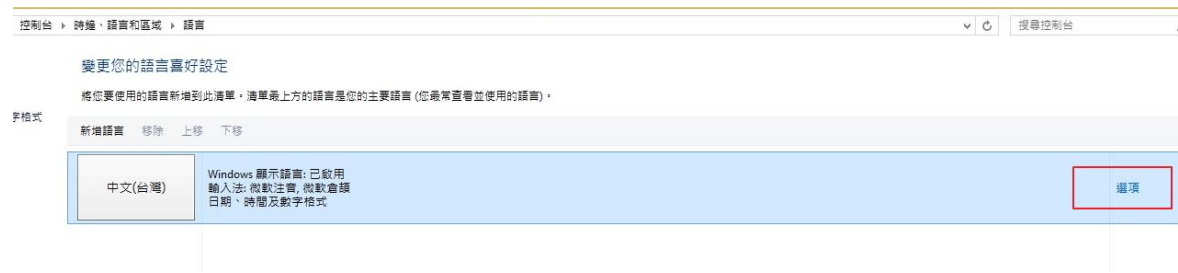 控制台 ▸ 時鐘、語言和區域 ▸ 語言
搜尋控制台
變更您的語言喜好設定
將您要使用的語言新增到此清單。清單最上方的語言是您的主要語言 (您最常查看並使用的語言)。
字格式
新增語言 移除 上移 下移
中文(台灣)
Windows 顯示語言: 已啟用
輸入法: 微軟注音, 微軟倉頡
日期、時間及數字格式
選項